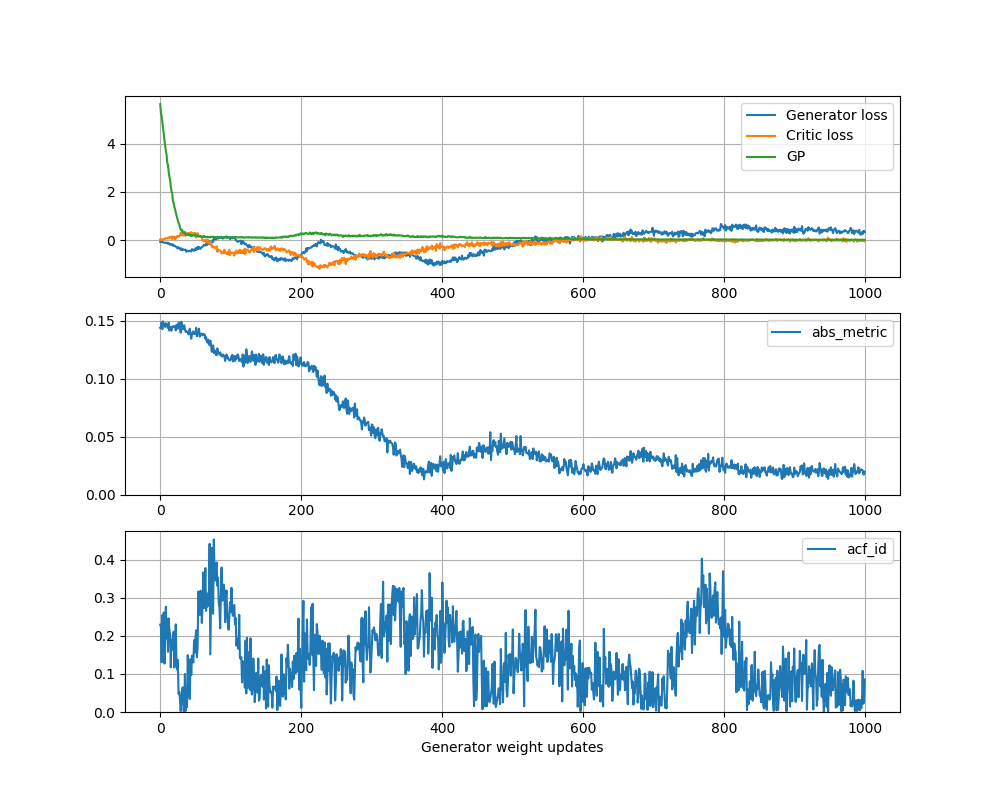 Generator loss
Critic loss
GP
4
2
0
0 200 400 600 800 1000
abs_metric
0.15
0.10
0.05
0.00
0 200 400 600 800 1000
acf_id
0.4
0.3
0.2
0.1
0.0
0 200 400 600 800 1000
Generator weight updates